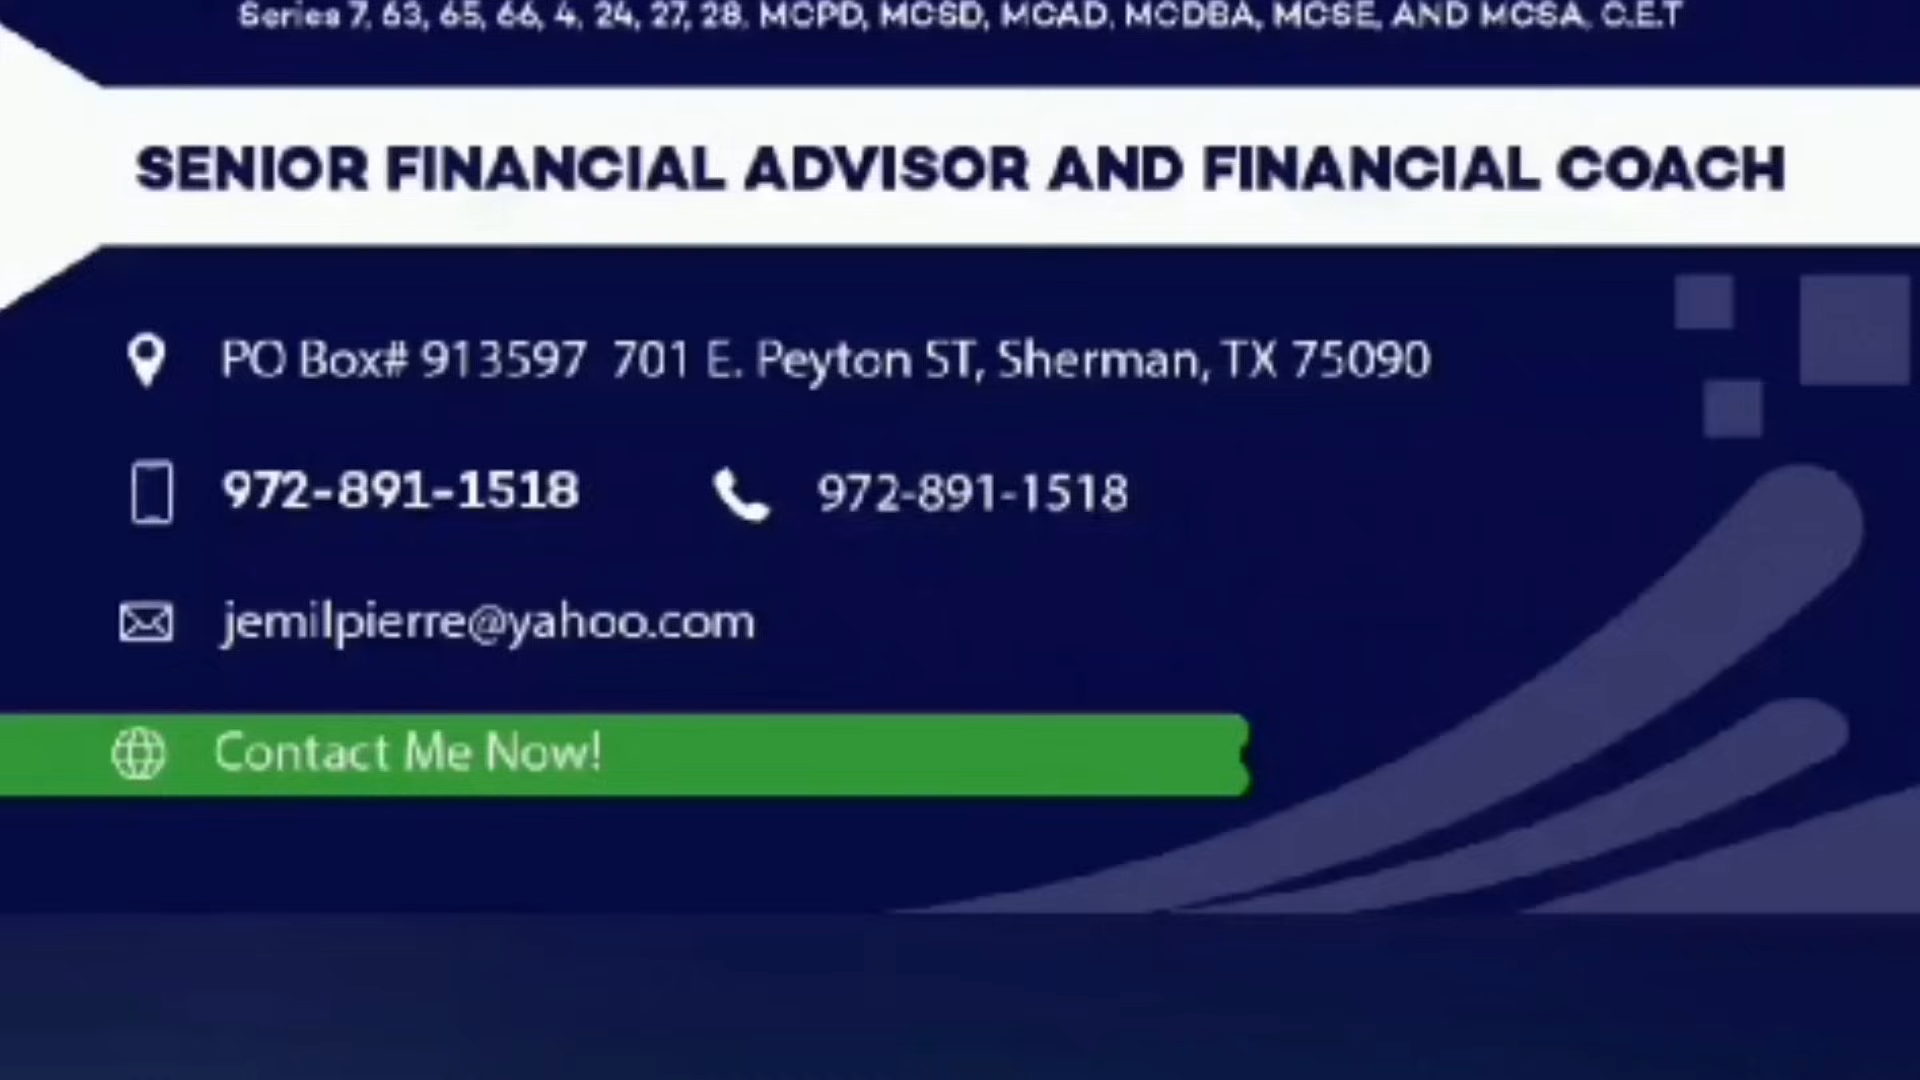 Series 7, 63, 65, 66, 4, 24, 27, 28, MCPD, MCSD, MCAD, MCDBA, MCSE, AND MCSA, C.E.T
SENIOR FINANCIAL ADVISOR AND FINANCIAL COACH
PO Box# 913597 701 E. Peyton ST, Sherman, TX 75090
972-891-1518 972-891-1518
jemilpierre@yahoo.com
Contact Me Now!